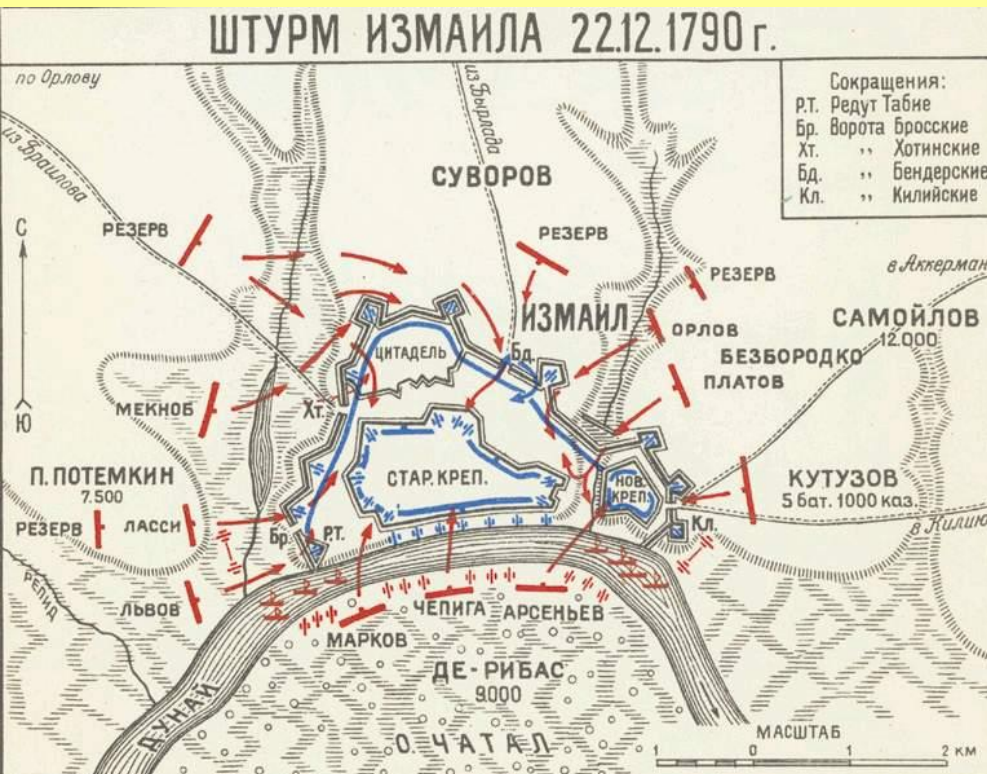 ШТУРМ ИЗМАИЛА 22.12.1790 г.
по Орлову
из Браилова
из Бырлада
Сокращения:
Р.Т. Редут Табие
Бр. Ворота Бросские
Хт. „ Хотинские
Бд. „ Бендерские
Кл. „ Килийские
СУВОРОВ
С
Ю
РЕЗЕРВ
РЕЗЕРВ
РЕЗЕРВ
в Аккерман
ИЗМАИЛ
ОРЛОВ
САМОЙЛОВ
12.000
БЕЗБОРОДКО
ПЛАТОВ
ЦИТАДЕЛЬ
Бд.
Хт.
МЕКНОБ
П. ПОТЕМКИН
7.500
РЕЗЕРВ
ЛАССИ
СТАР. КРЕП.
НОВ.
КРЕП.
КУТУЗОВ
5 бат. 1000 каз.
в Килию
Кл.
Бр.
Р.Т.
РЕПИД
ЛЬВОВ
МАРКОВ
ЧЕПИГА
АРСЕНЬЕВ
ДЕ-РИБАС
9.000
ДУНАЙ
О. ЧАТАЛ
МАСШТАБ
1 0 1 2 км